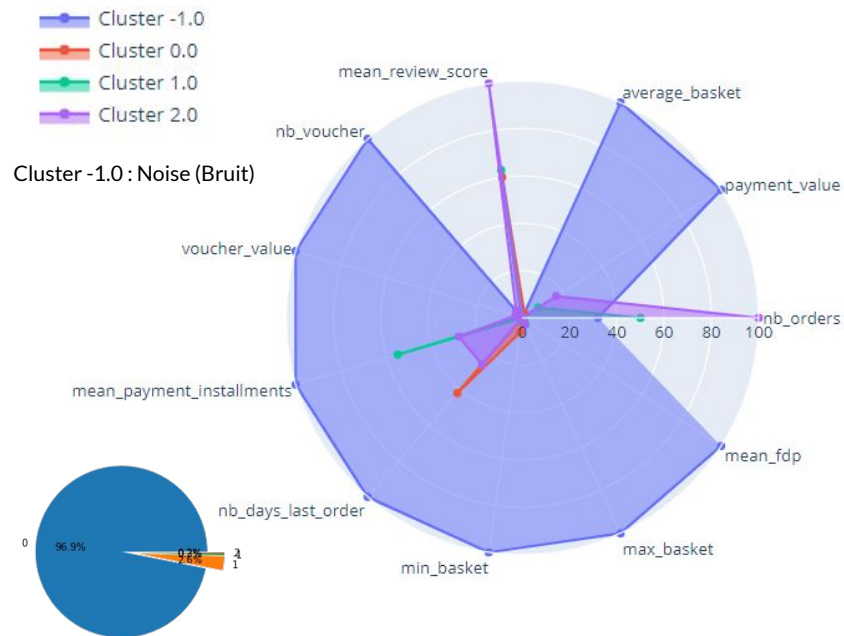 Cluster -1.0
Cluster 0.0
Cluster 1.0
Cluster 2.0
Cluster -1.0 : Noise (Bruit)
mean_review_score
average_basket
nb_voucher
payment_value
voucher_value
nb_orders
0 20 40 60 80 100
mean_payment_installments
mean_fdp
nb_days_last_order
max_basket
min_basket
0
96.9%
2.6%
1